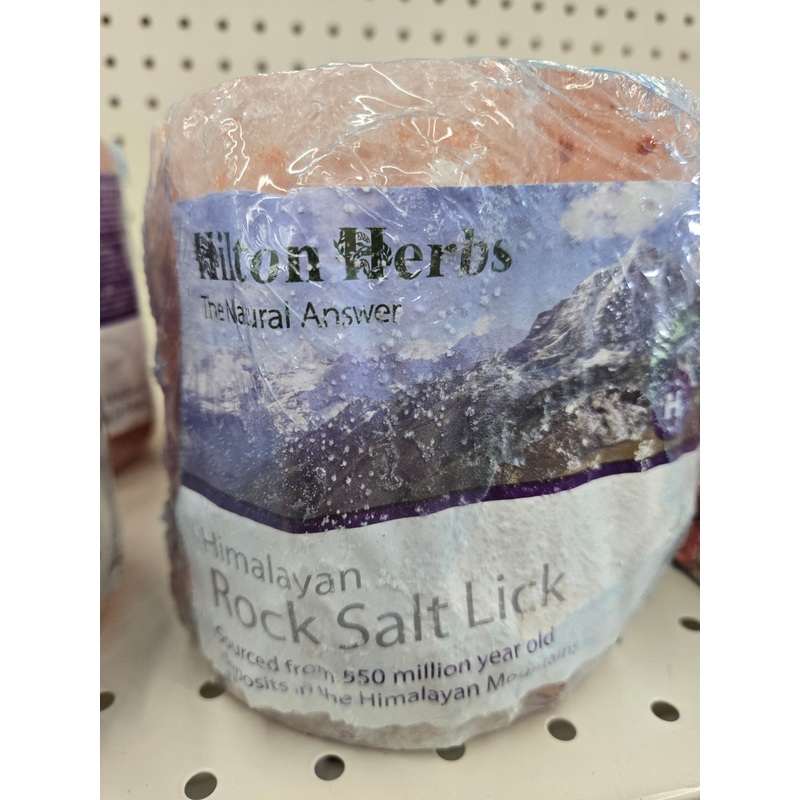 Hilton Herbs
The Natural Answer
H
Himalayan
Rock Salt Lick
Sourced from 550 million year old
deposits in the Himalayan Mountains